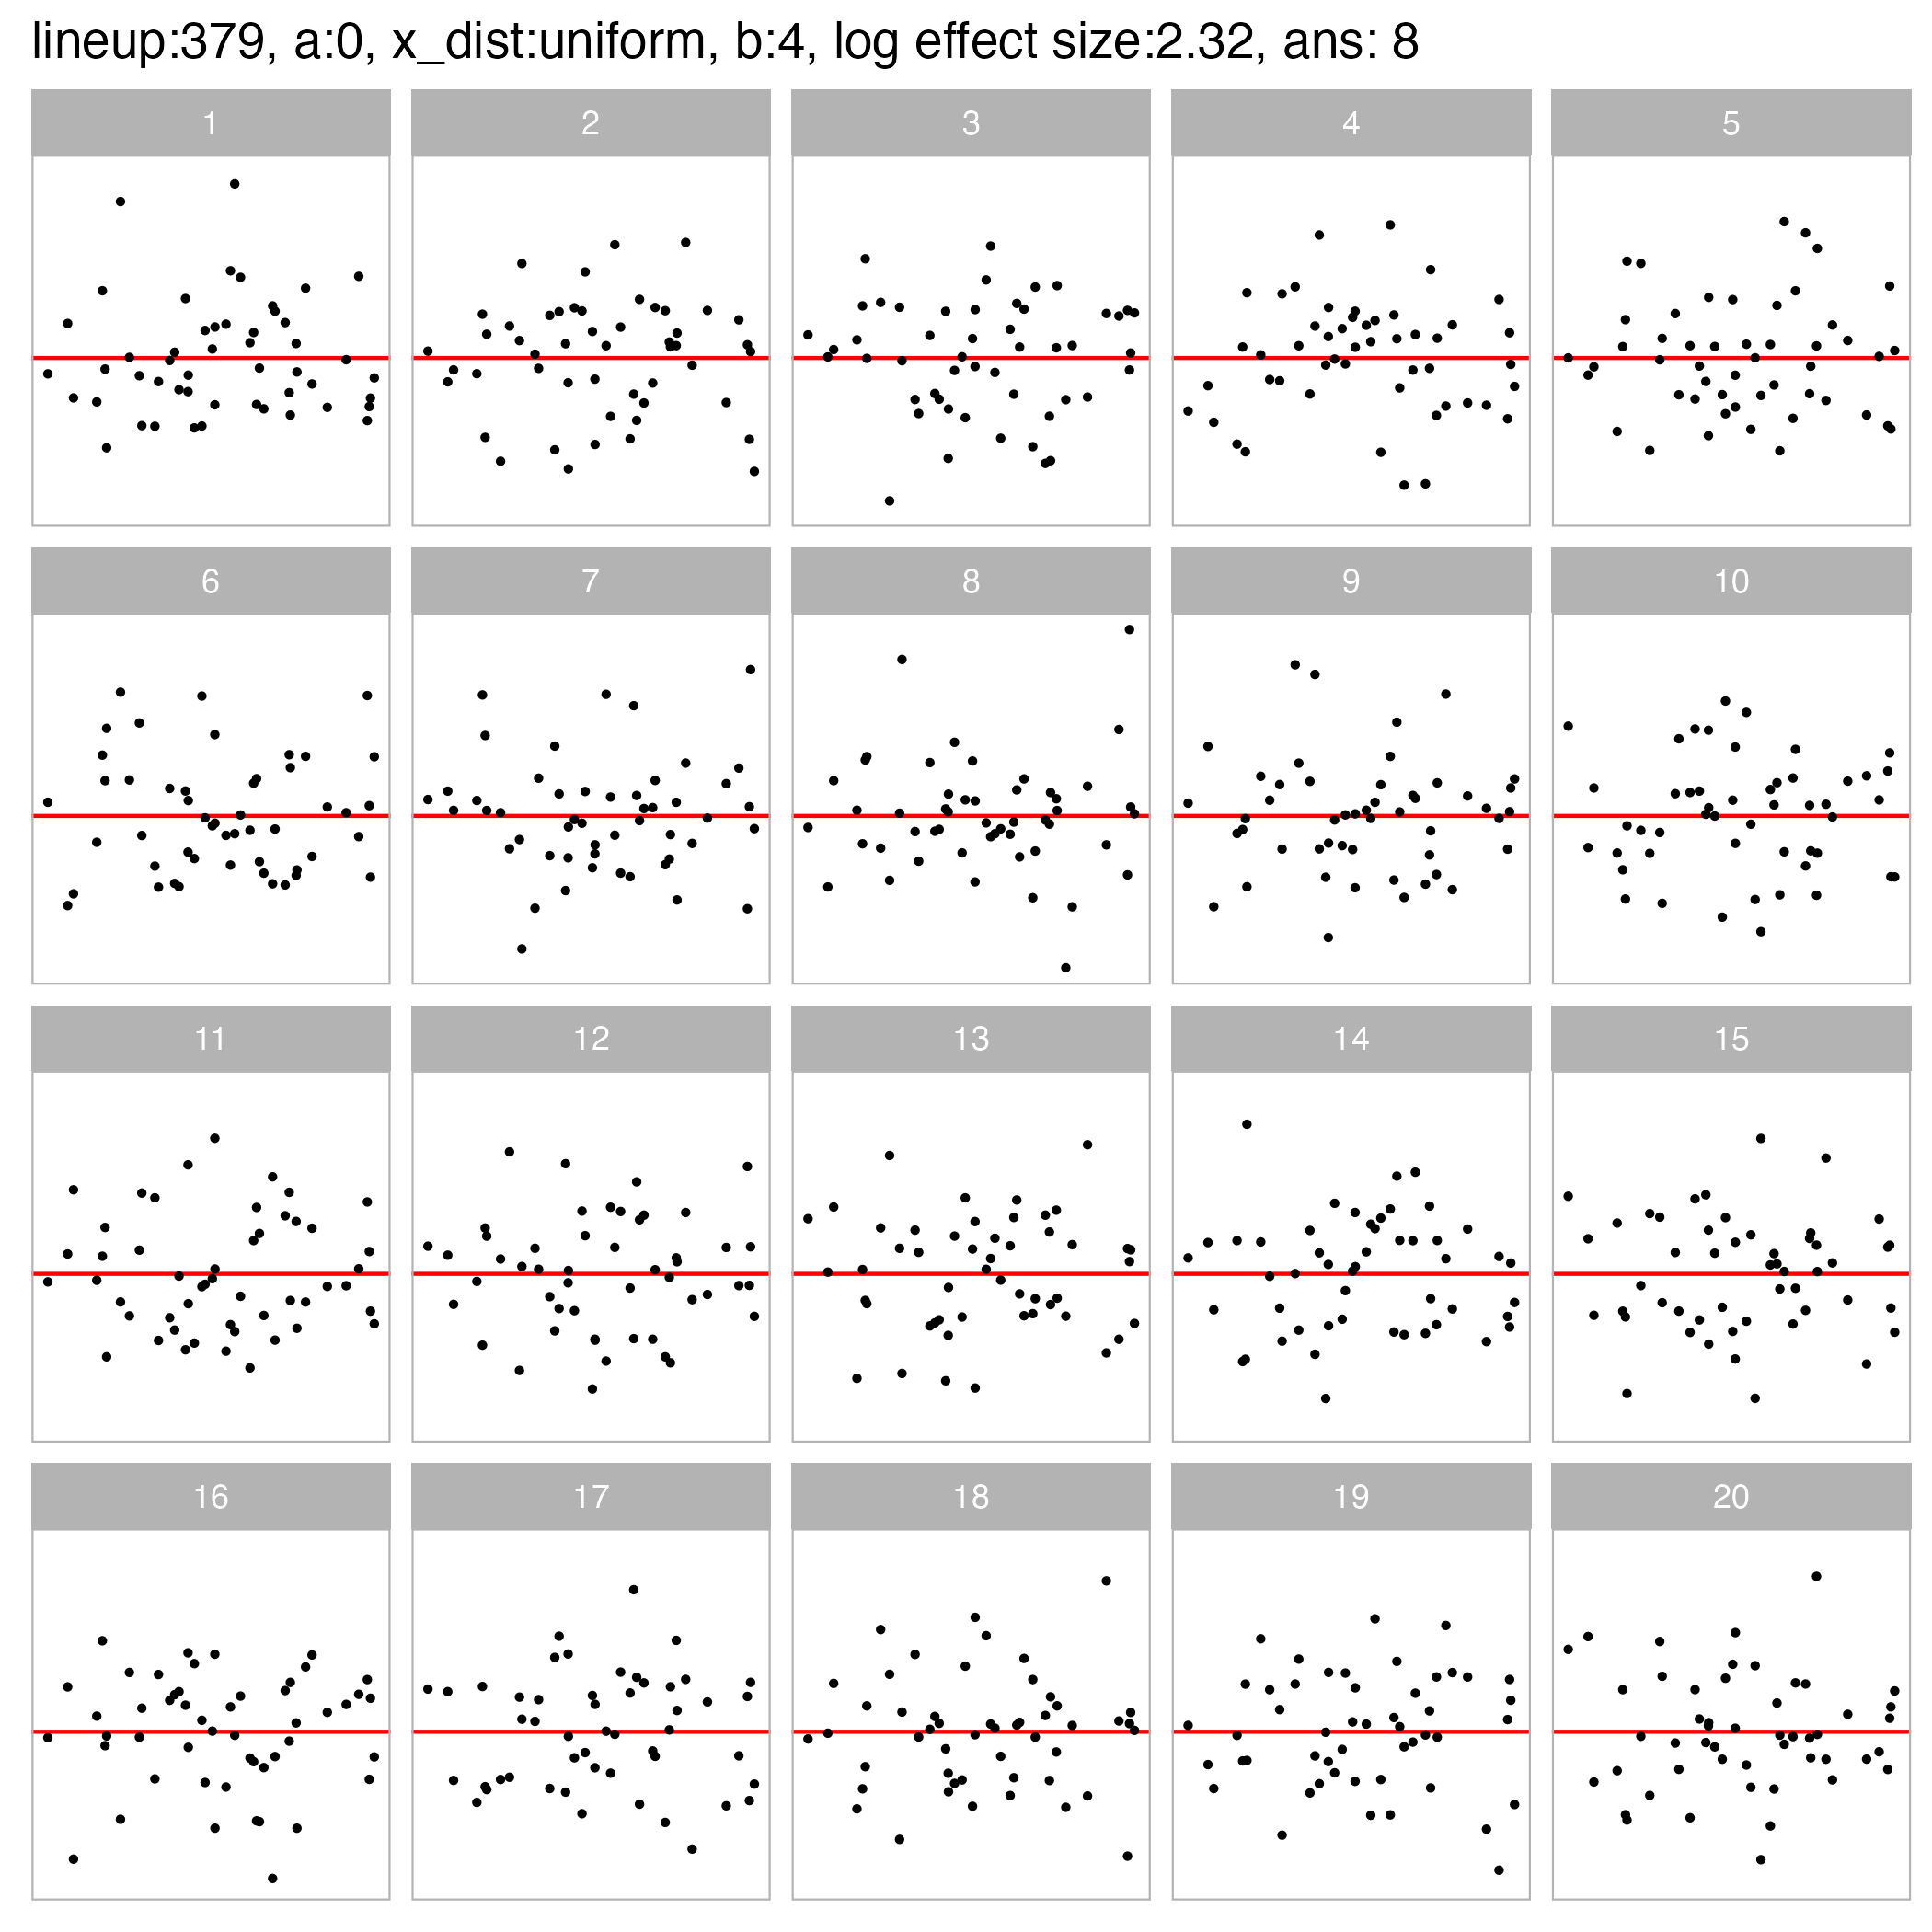 lineup:379, a:0, x_dist:uniform, b:4, log effect size:2.32, ans: 8
1 2 3 4 5
6 7 8 9 10
11 12 13 14 15
16 17 18 19 20